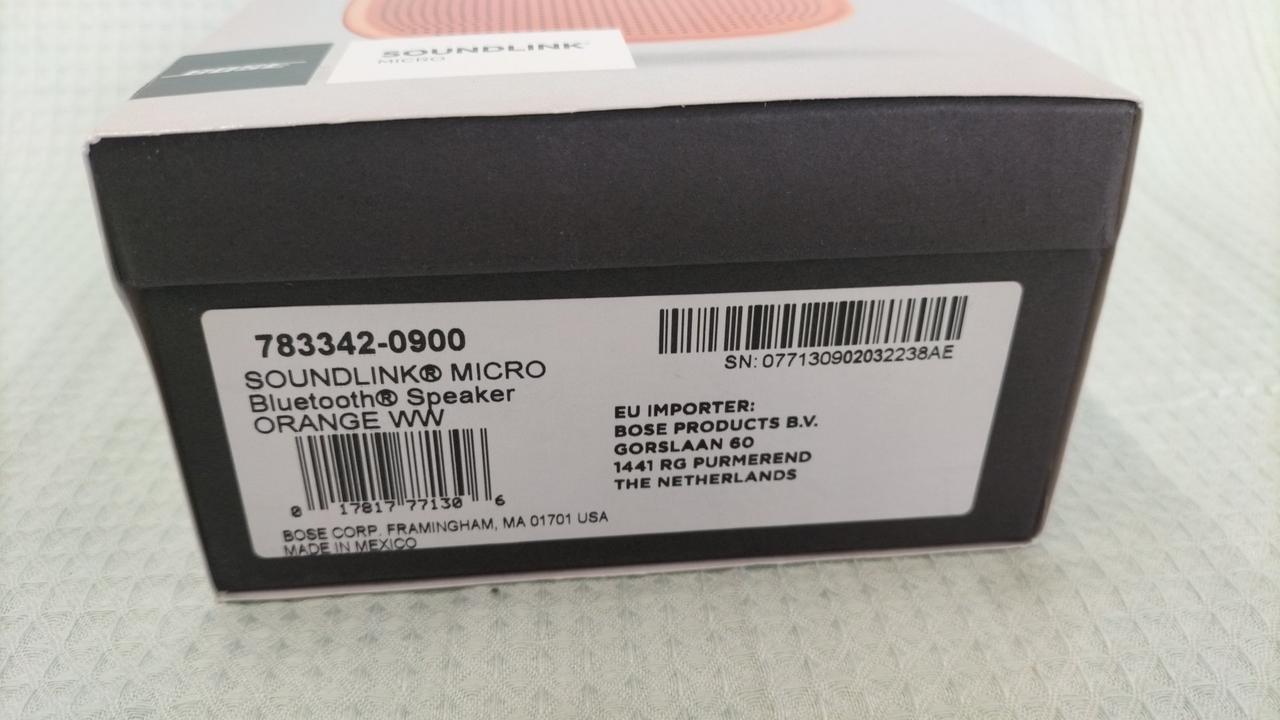 BOSE
SOUNDLINK®
MICRO
783342-0900
SOUNDLINK® MICRO
Bluetooth® Speaker
ORANGE WW
0 17817 77130 6
BOSE CORP. FRAMINGHAM, MA 01701 USA
MADE IN MEXICO
SN: 077130902032238AE
EU IMPORTER:
BOSE PRODUCTS B.V.
GORSLAAN 60
1441 RG PURMEREND
THE NETHERLANDS